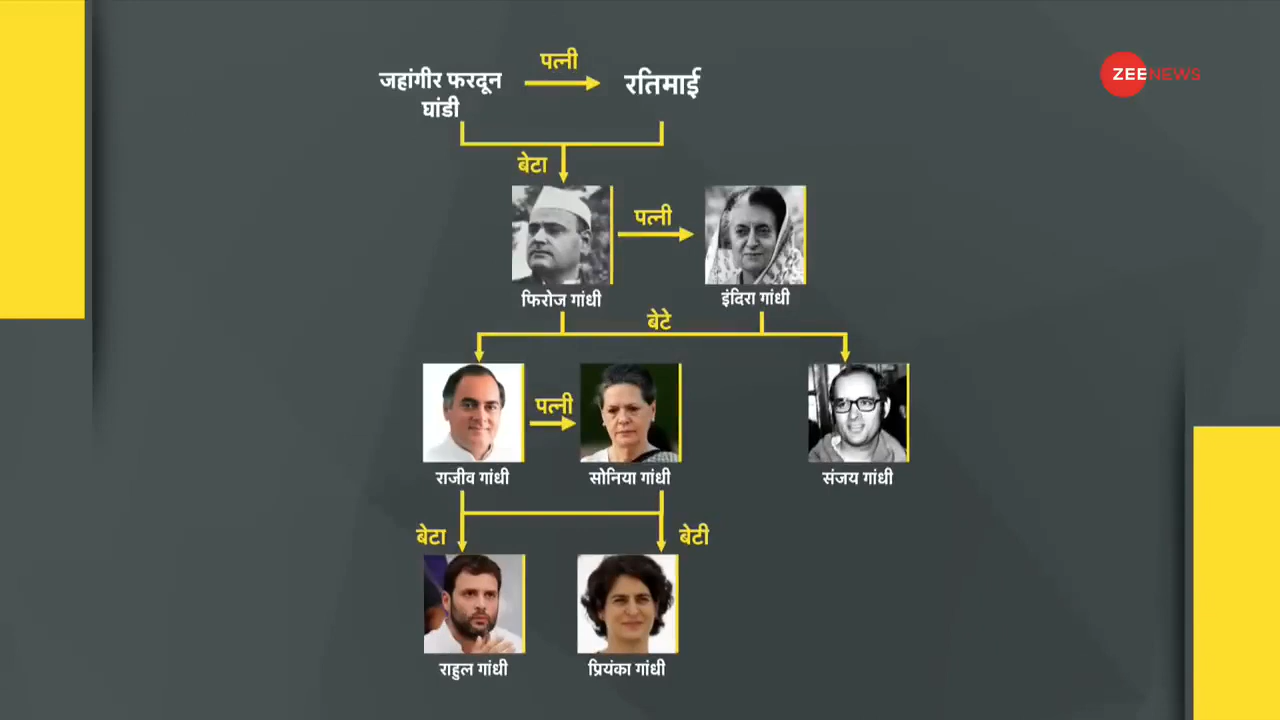 पत्नी
जहांगीर फरदून
घांडी
रतिमाई
ZEENEWS
बेटा
पत्नी
फिरोज गांधी
इंदिरा गांधी
बेटे
पत्नी
राजीव गांधी
सोनिया गांधी
संजय गांधी
बेटा
बेटी
राहुल गांधी
प्रियंका गांधी